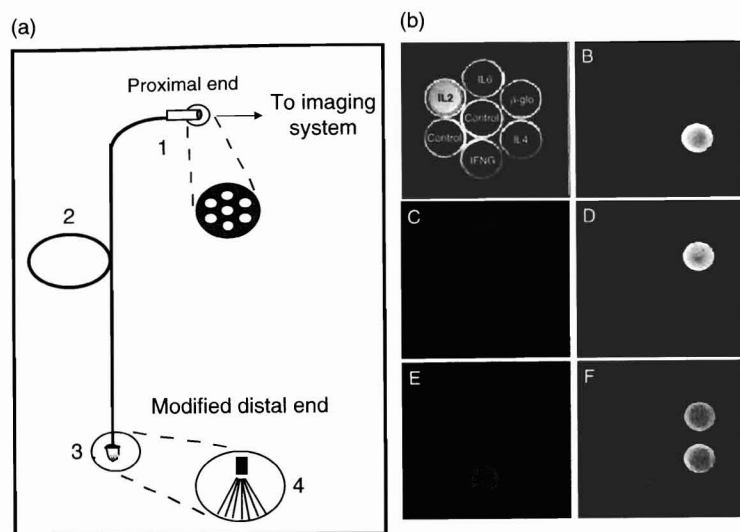 (a)
Proximal end
To imaging
system
1
2
Modified distal end
3
4
(b)
IL6
IL2
β-glo
Control
Control
IL4
IFNG
B
C
D
E
F